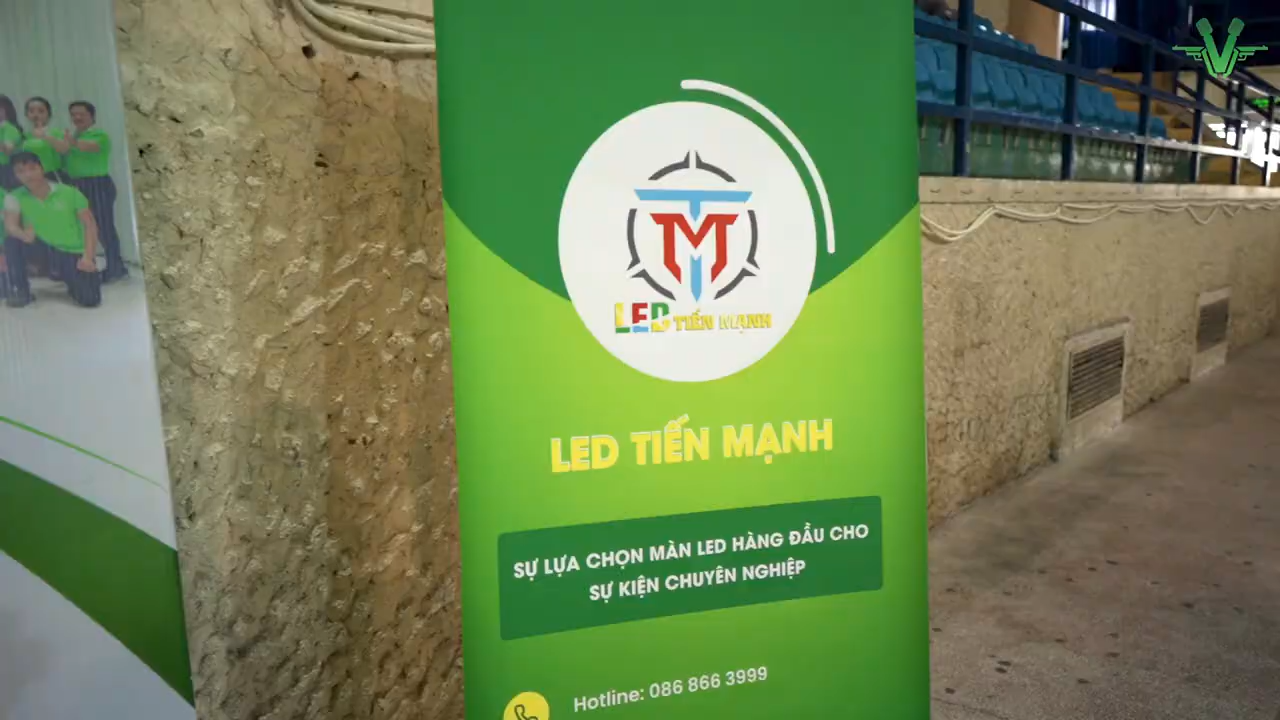 TM
LED TIẾN MẠNH
LED TIẾN MẠNH
SỰ LỰA CHỌN MÀN LED HÀNG ĐẦU CHO
SỰ KIỆN CHUYÊN NGHIỆP
Hotline: 086 866 3999
V